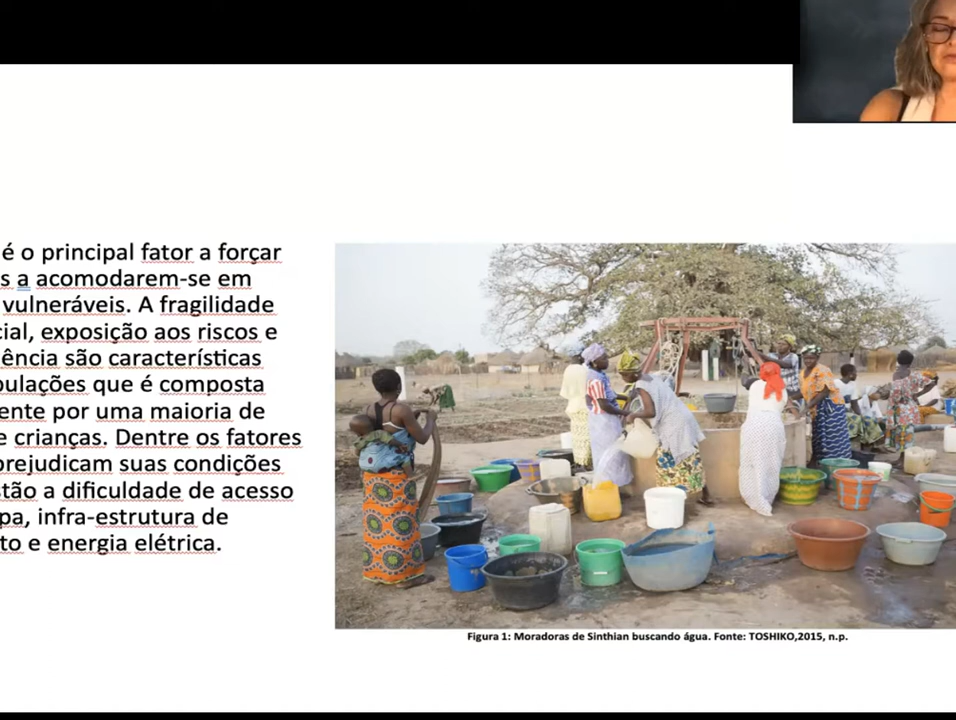 é o principal fator a forçar
s a acomodarem-se em
vulneráveis. A fragilidade
cial, exposição aos riscos e
ência são características
pulações que é composta
ente por uma maioria de
e crianças. Dentre os fatores
prejudicam suas condições
stão a dificuldade de acesso
pa, infra-estrutura de
to e energia elétrica.
Figura 1: Moradoras de Sinthian buscando água. Fonte: TOSHIKO,2015, n.p.